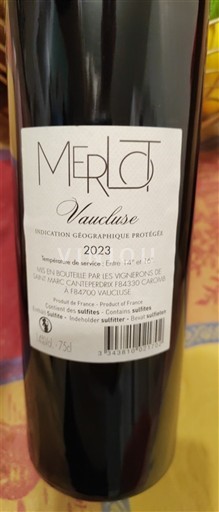 MERLOT
Vaucluse
INDICATION GÉOGRAPHIQUE PROTÉGÉE
2023
Température de service : Entre
MIS EN BOUTEILLE PAR LES VIGNERONS DE
SAINT MARC CANTEPERDRIX F84330 CAROMB
À F84700 VAUCLUSE.
Produit de France - Product of France
Contient des sulfites - Contains sulfites
Enthält Sulfite - Indeholder sulfitter - Bevat sulfieten
75cl